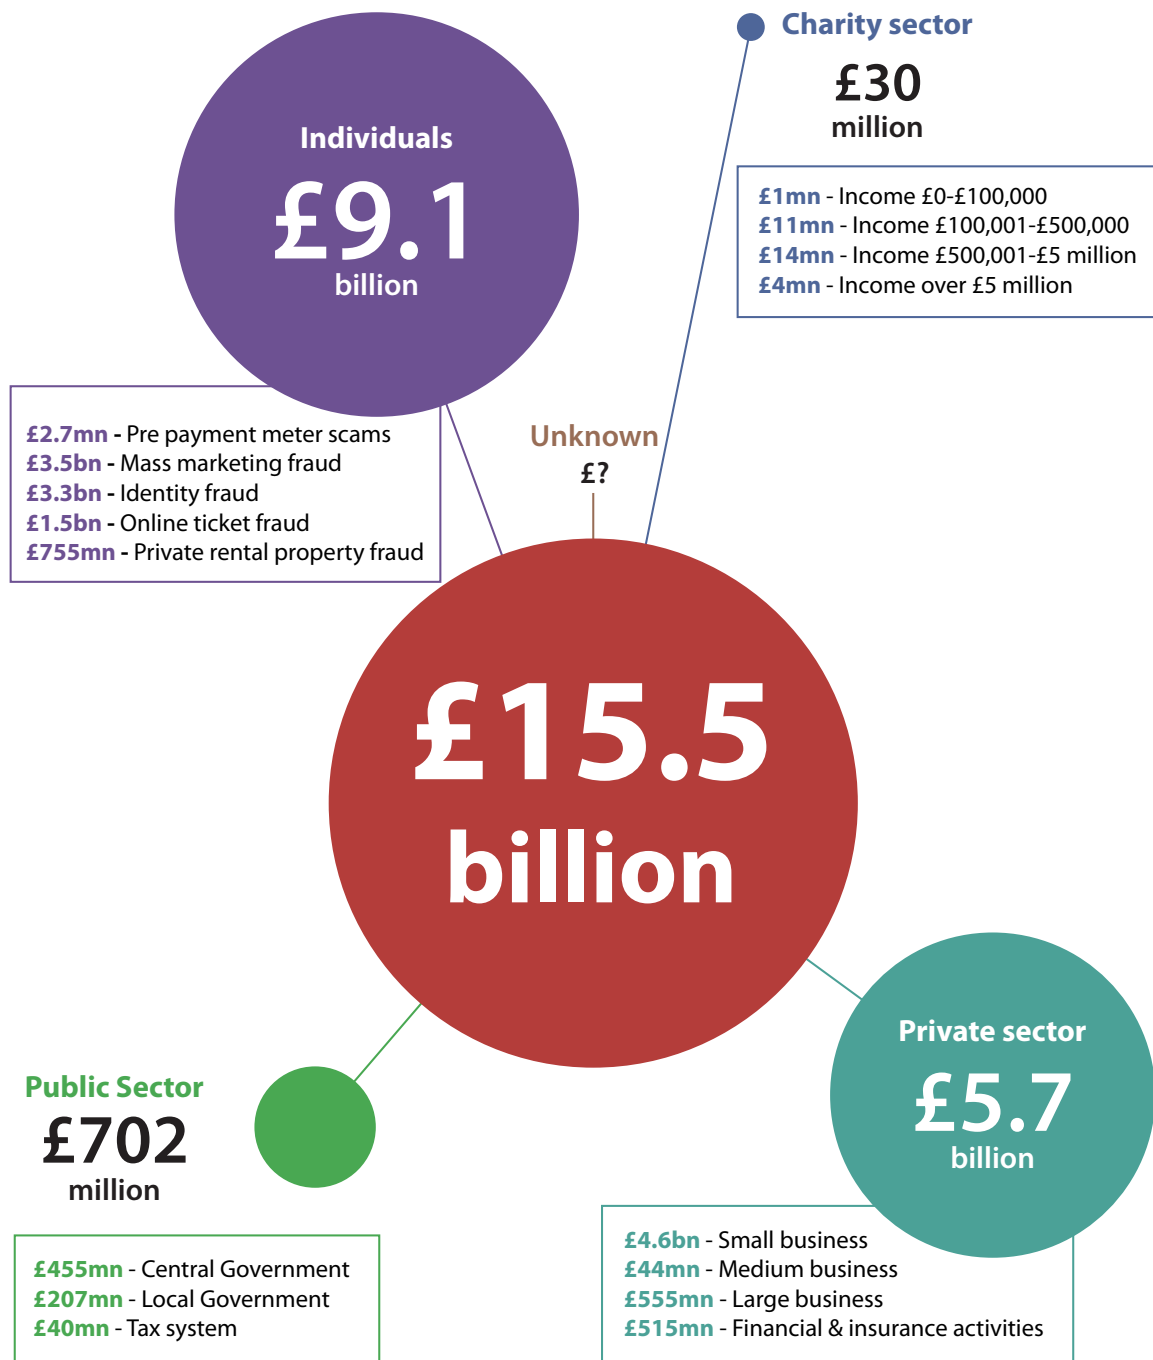 Individuals
£9.1
billion
£2.7mn - Pre payment meter scams
£3.5bn - Mass marketing fraud
£3.3bn - Identity fraud
£1.5bn - Online ticket fraud
£755mn - Private rental property fraud
Charity sector
£30
million
£1mn - Income £0-£100,000
£11mn - Income £100,001-£500,000
£14mn - Income £500,001-£5 million
£4mn - Income over £5 million
Unknown
£?
£15.5
billion
Public Sector
£702
million
£455mn - Central Government
£207mn - Local Government
£40mn - Tax system
Private sector
£5.7
billion
£4.6bn - Small business
£44mn - Medium business
£555mn - Large business
£515mn - Financial & insurance activities